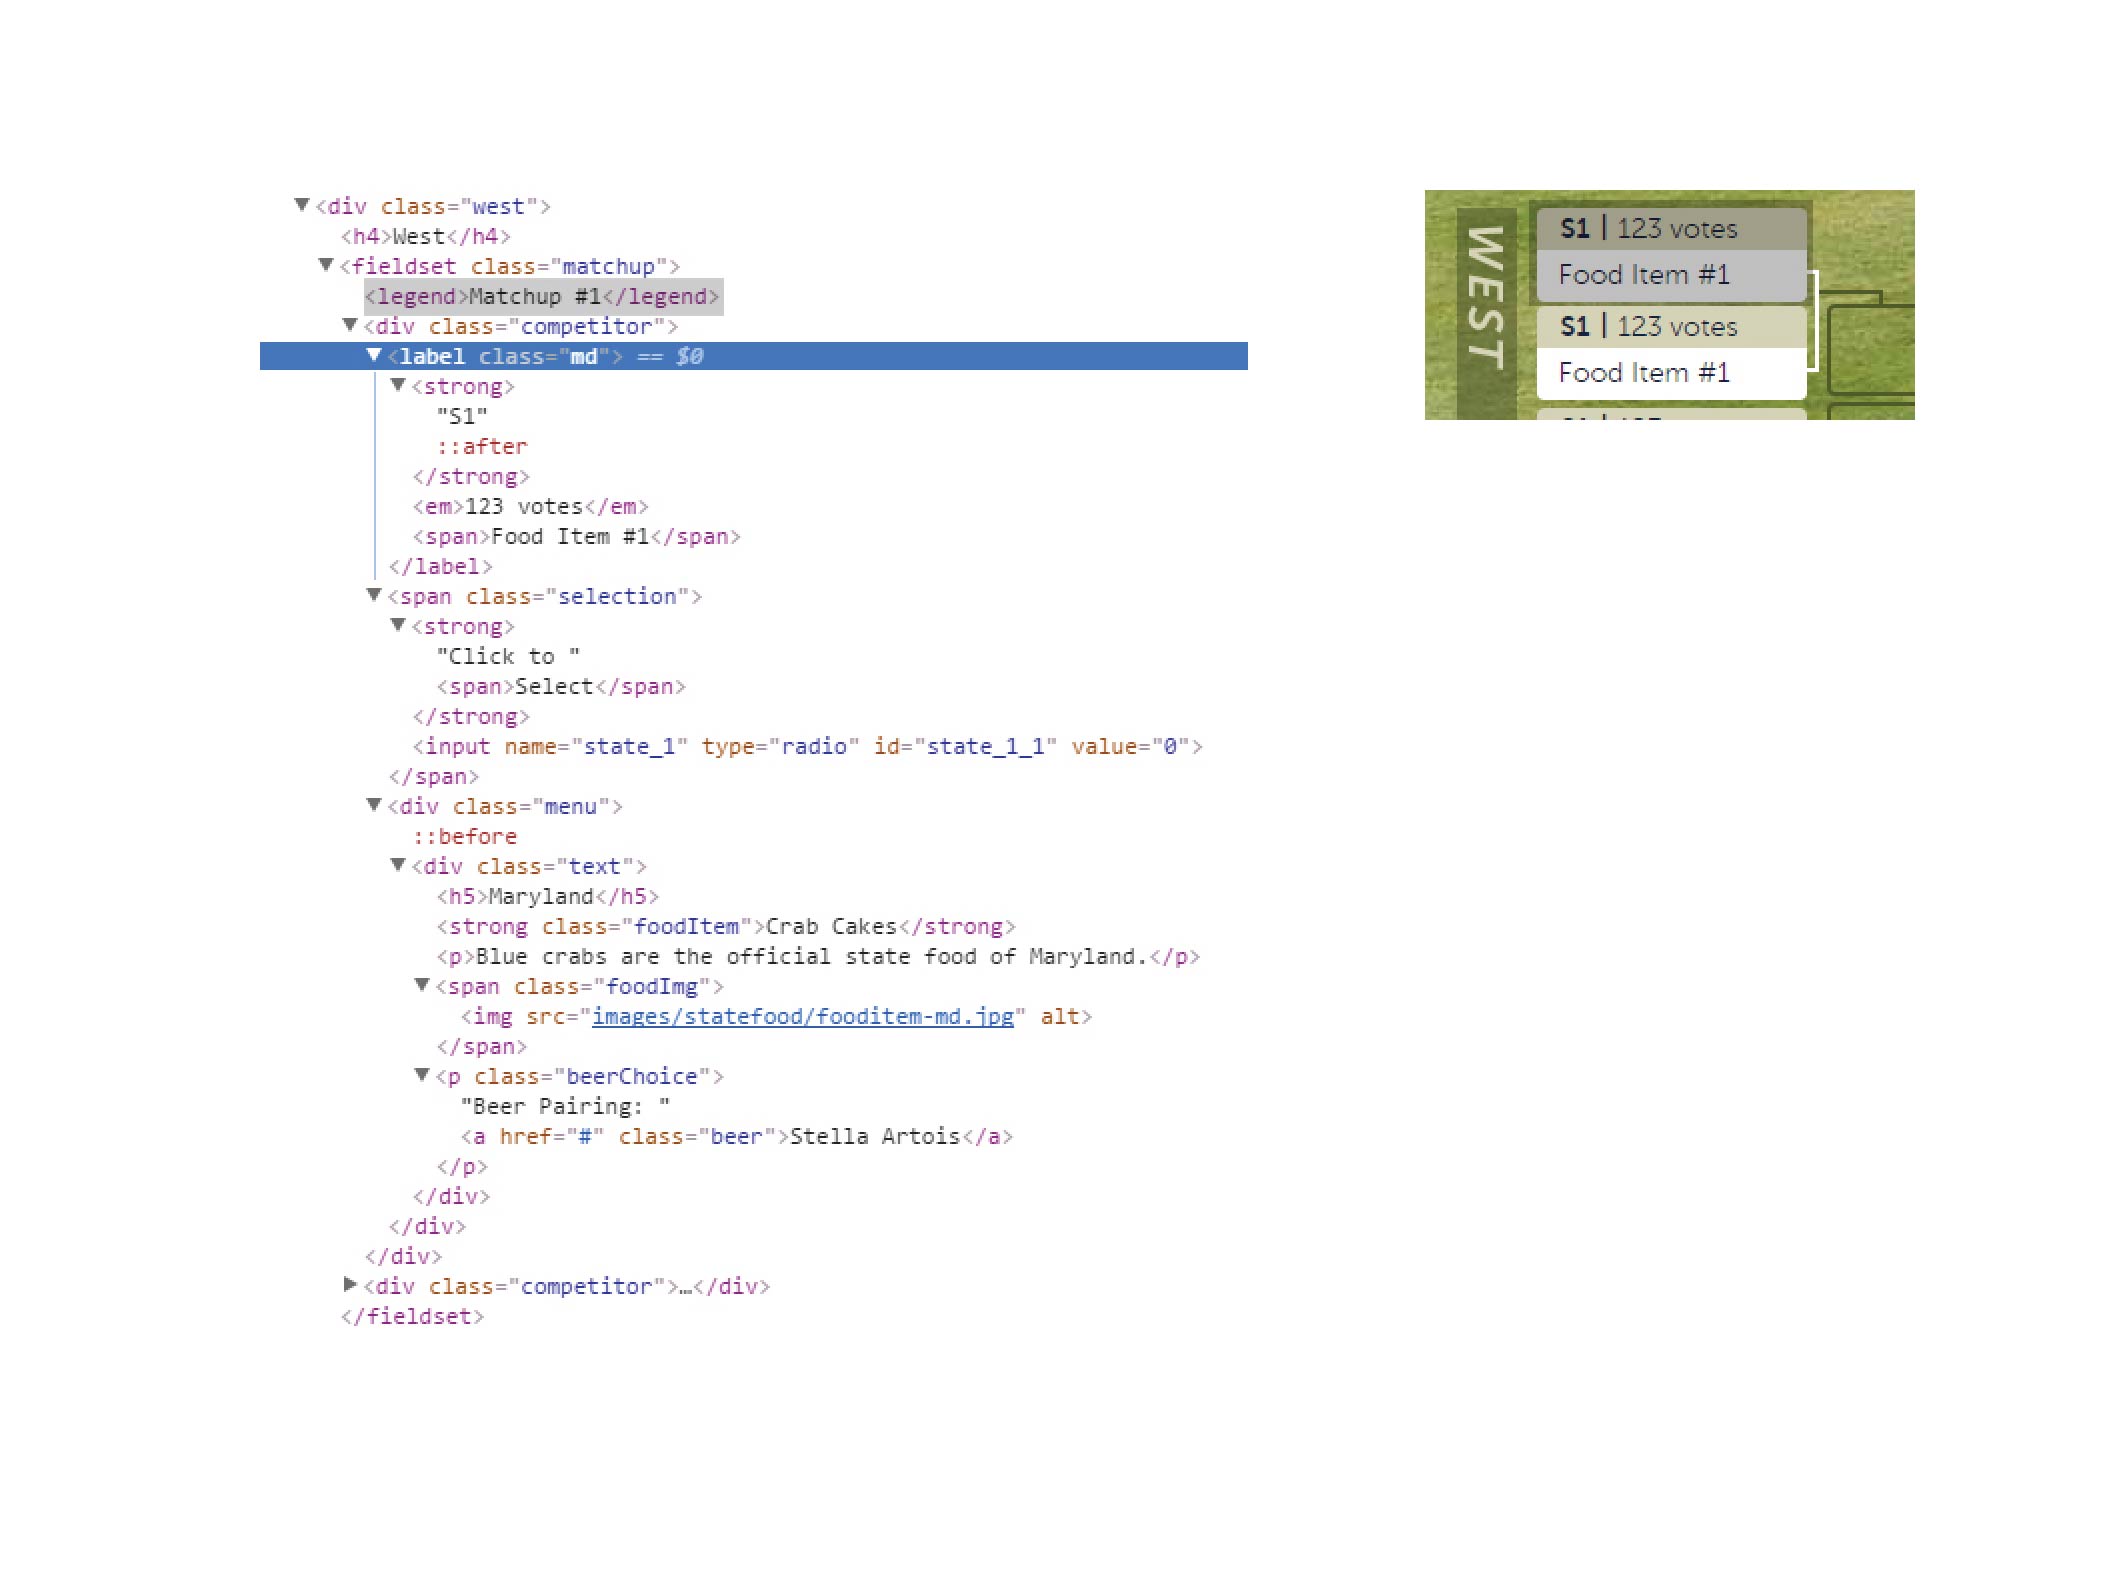 ▼<div class="west">
<h4>West</h4>
▼<fieldset class="matchup">
<legend>Matchup #1</legend>
▼<div class="competitor">
▼<label class="md"> == $0
▼<strong>
"S1"
::after
</strong>
<em>123 votes</em>
<span>Food Item #1</span>
</label>
▼<span class="selection">
▼<strong>
"Click to "
<span>Select</span>
</strong>
<input name="state_1" type="radio" id="state_1_1" value="0">
</span>
▼<div class="menu">
::before
▼<div class="text">
<h5>Maryland</h5>
<strong class="foodItem">Crab Cakes</strong>
<p>Blue crabs are the official state food of Maryland.</p>
▼<span class="foodImg">
<img src="images/statefood/fooditem-md.jpg" alt>
</span>
▼<p class="beerChoice">
"Beer Pairing: "
<a href="#" class="beer">Stella Artois</a>
</p>
</div>
</div>
</div>
▶<div class="competitor">…</div>
</fieldset>
WEST
S1 | 123 votes
Food Item #1
S1 | 123 votes
Food Item #1